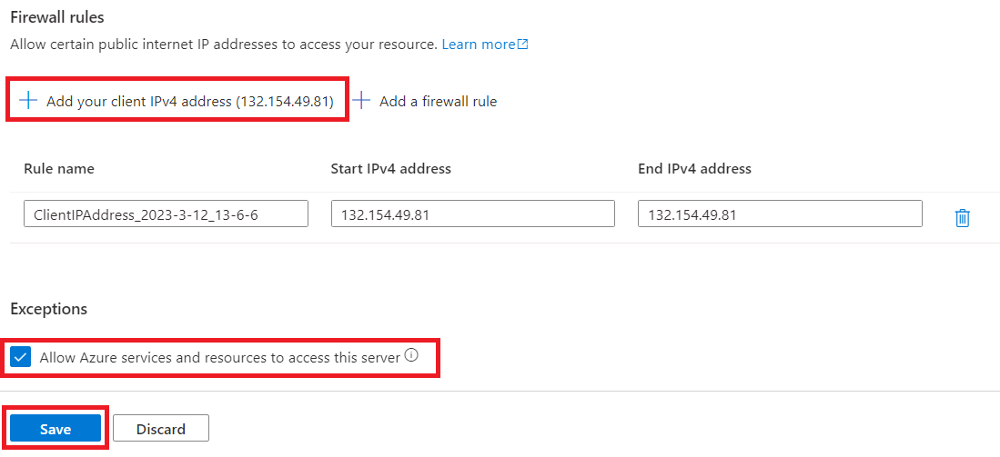 Firewall rules
Allow certain public internet IP addresses to access your resource. Learn more
Add your client IPv4 address (132.154.49.81) Add a firewall rule
Rule name Start IPv4 address End IPv4 address
ClientIPAddress_2023-3-12_13-6-6 132.154.49.81 132.154.49.81
Exceptions
Allow Azure services and resources to access this server
Save Discard